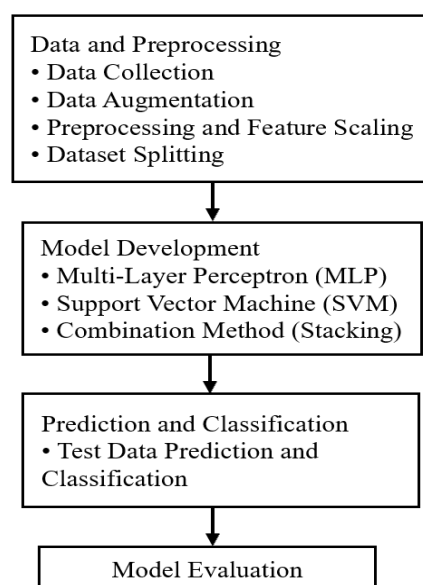 Data and Preprocessing
• Data Collection
• Data Augmentation
• Preprocessing and Feature Scaling
• Dataset Splitting
Model Development
• Multi-Layer Perceptron (MLP)
• Support Vector Machine (SVM)
• Combination Method (Stacking)
Prediction and Classification
• Test Data Prediction and
Classification
Model Evaluation